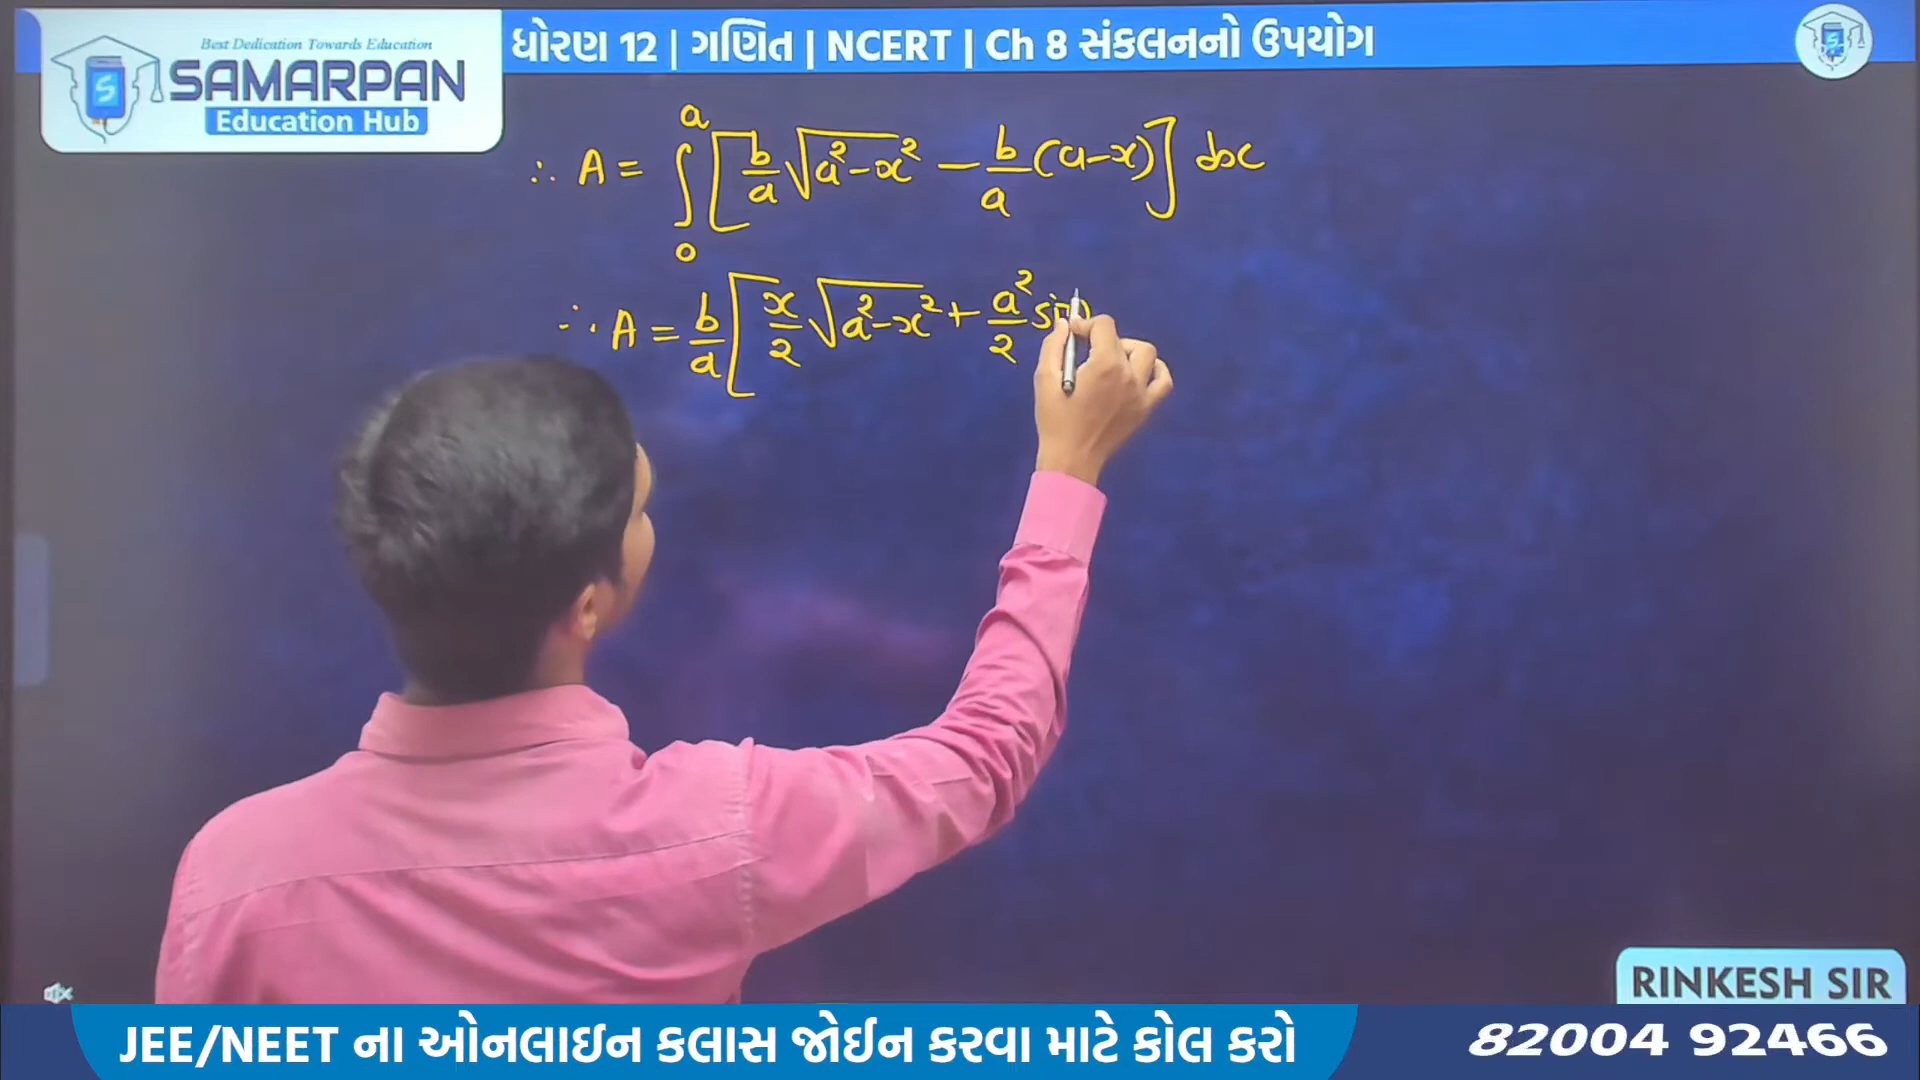 Best Dedication Towards Education
SAMARPAN
Education Hub
ધોરણ 12 | ગણિત | NCERT | Ch 8 સંકલનનો ઉપયોગ
∴ A = ∫₀ᵃ [b/a √(a²-x²) - b/a (a-x)] dx
∴ A = b/a [x/2 √(a²-x²) + a²/2 sin
RINKESH SIR
JEE/NEET ના ઓનલાઇન કલાસ જોઈન કરવા માટે કોલ કરો
82004 92466